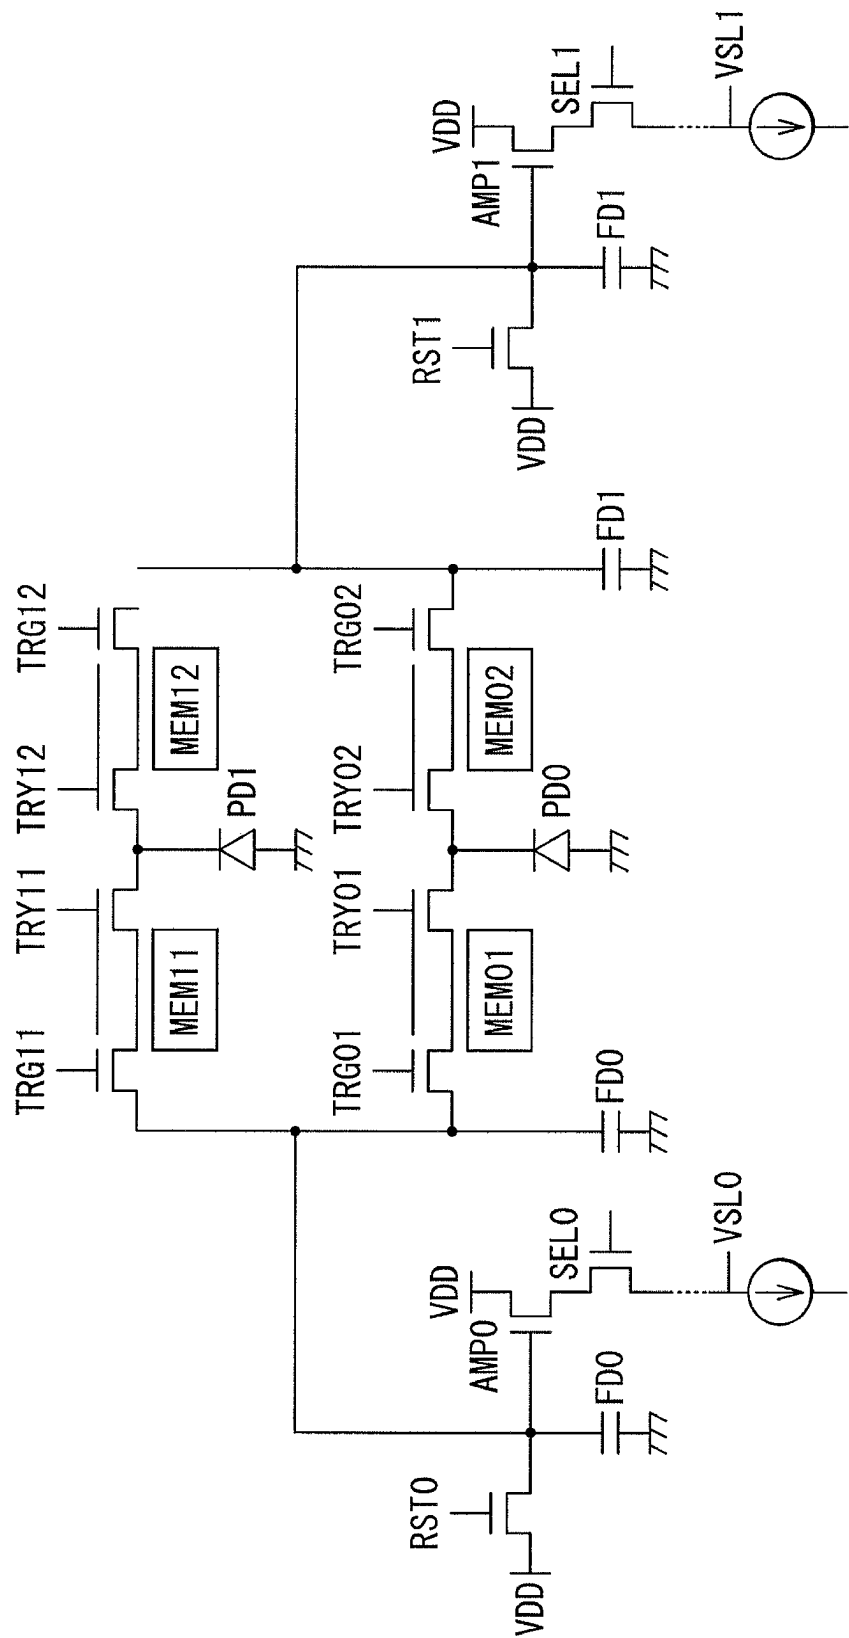 TRG11
TRY11
TRY12
TRG12
MEM11
MEM12
PD1
TRG01
TRY01
TRY02
TRG02
MEM01
MEM02
PD0
RST0
VDD
VDD
AMP0
SEL0
FD0
FD0
VSL0
RST1
VDD
VDD
AMP1
SEL1
FD1
FD1
VSL1